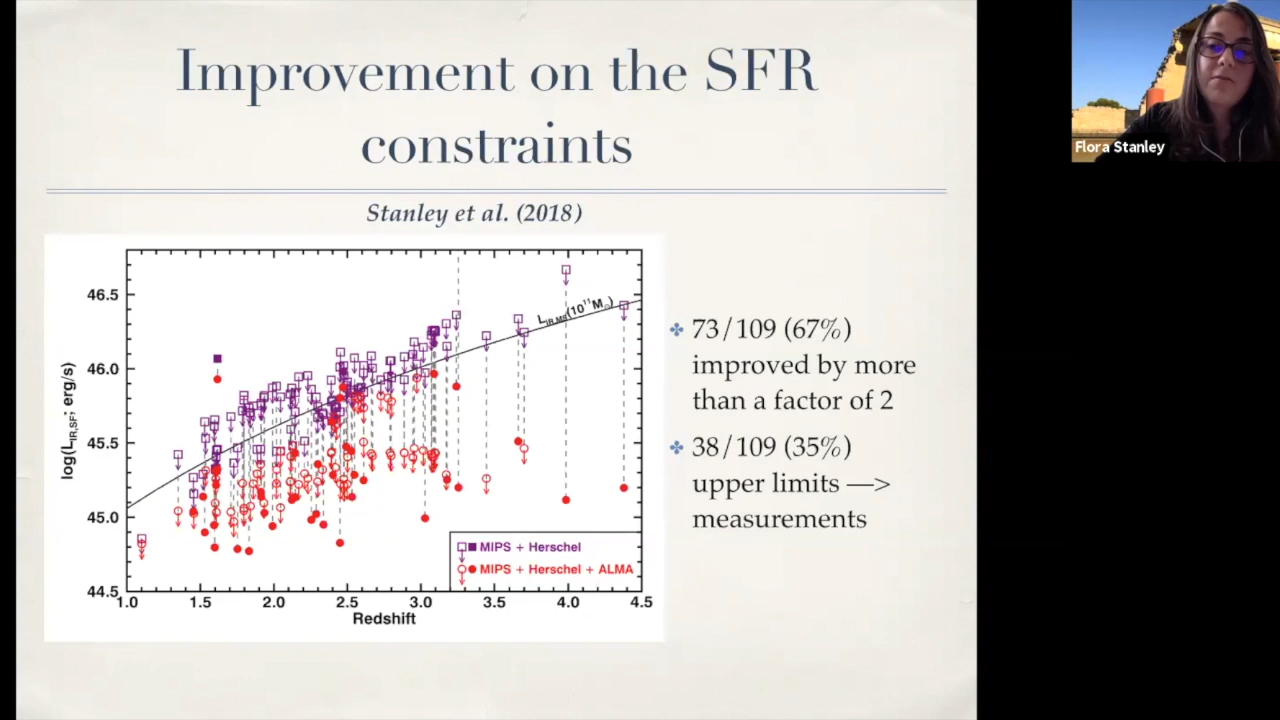 Improvement on the SFR
constraints
Stanley et al. (2018)
Flora Stanley
46.5
46.0
45.5
45.0
44.5
log(L_IR,SF; erg/s)
L_IR,MS(10^11 M_⊙)
MIPS + Herschel
MIPS + Herschel + ALMA
1.0 1.5 2.0 2.5 3.0 3.5 4.0 4.5
Redshift
73/109 (67%)
improved by more
than a factor of 2
38/109 (35%)
upper limits —>
measurements